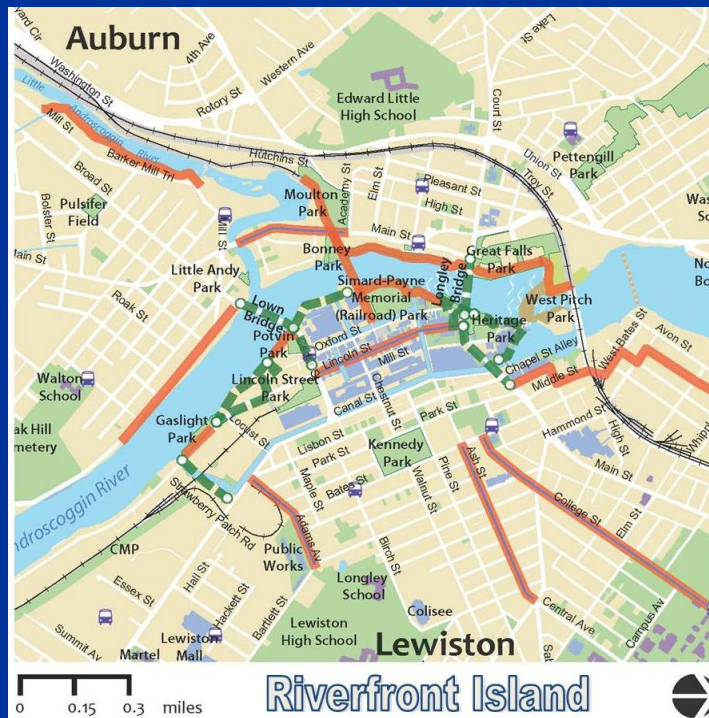 yard Cir
Auburn
4th Ave
Western Ave
Lake St
Washington St
Rotory St
Edward Little
High School
Court St
Little
Androscoggin
River
Mill St
Barker Mill Trl
Hutchins St
Union St
Troy St
Pettengill
Park
Broad St
Bolster St
Pulsifer
Field
Moulton
Park
Academy St
Elm St
Pleasant St
High St
Main St
Mill St
Main St
Bonney
Park
Great Falls
Park
Little Andy
Park
Simard-Payne
Memorial
(Railroad) Park
Longley
Bridge
West Pitch
Park
Roak St
Lown
Bridge
Potvin
Park
Oxford St
Lincoln St
Mill St
Heritage
Park
Chapel St Alley
West Bates St
Avon St
Middle St
Lincoln Street
Park
Walton
School
Canal St
Chestnut St
Park St
Hammond St
High St
Gaslight
Park
Locust St
Lisbon St
Park St
Kennedy
Park
Ash St
Main St
Androscoggin River
Maple St
Bates St
Walnut St
Pine St
College St
Elm St
Strawberry Patch Rd
Adams Av
Public
Works
Birch St
CMP
Hall St
Essex St
Hackett St
Bartlett St
Longley
School
Colisee
Central Ave
Campus Av
Summit Av
Martel
Lewiston
Mall
Lewiston
High School
Lewiston
0 0.15 0.3 miles
Riverfront Island